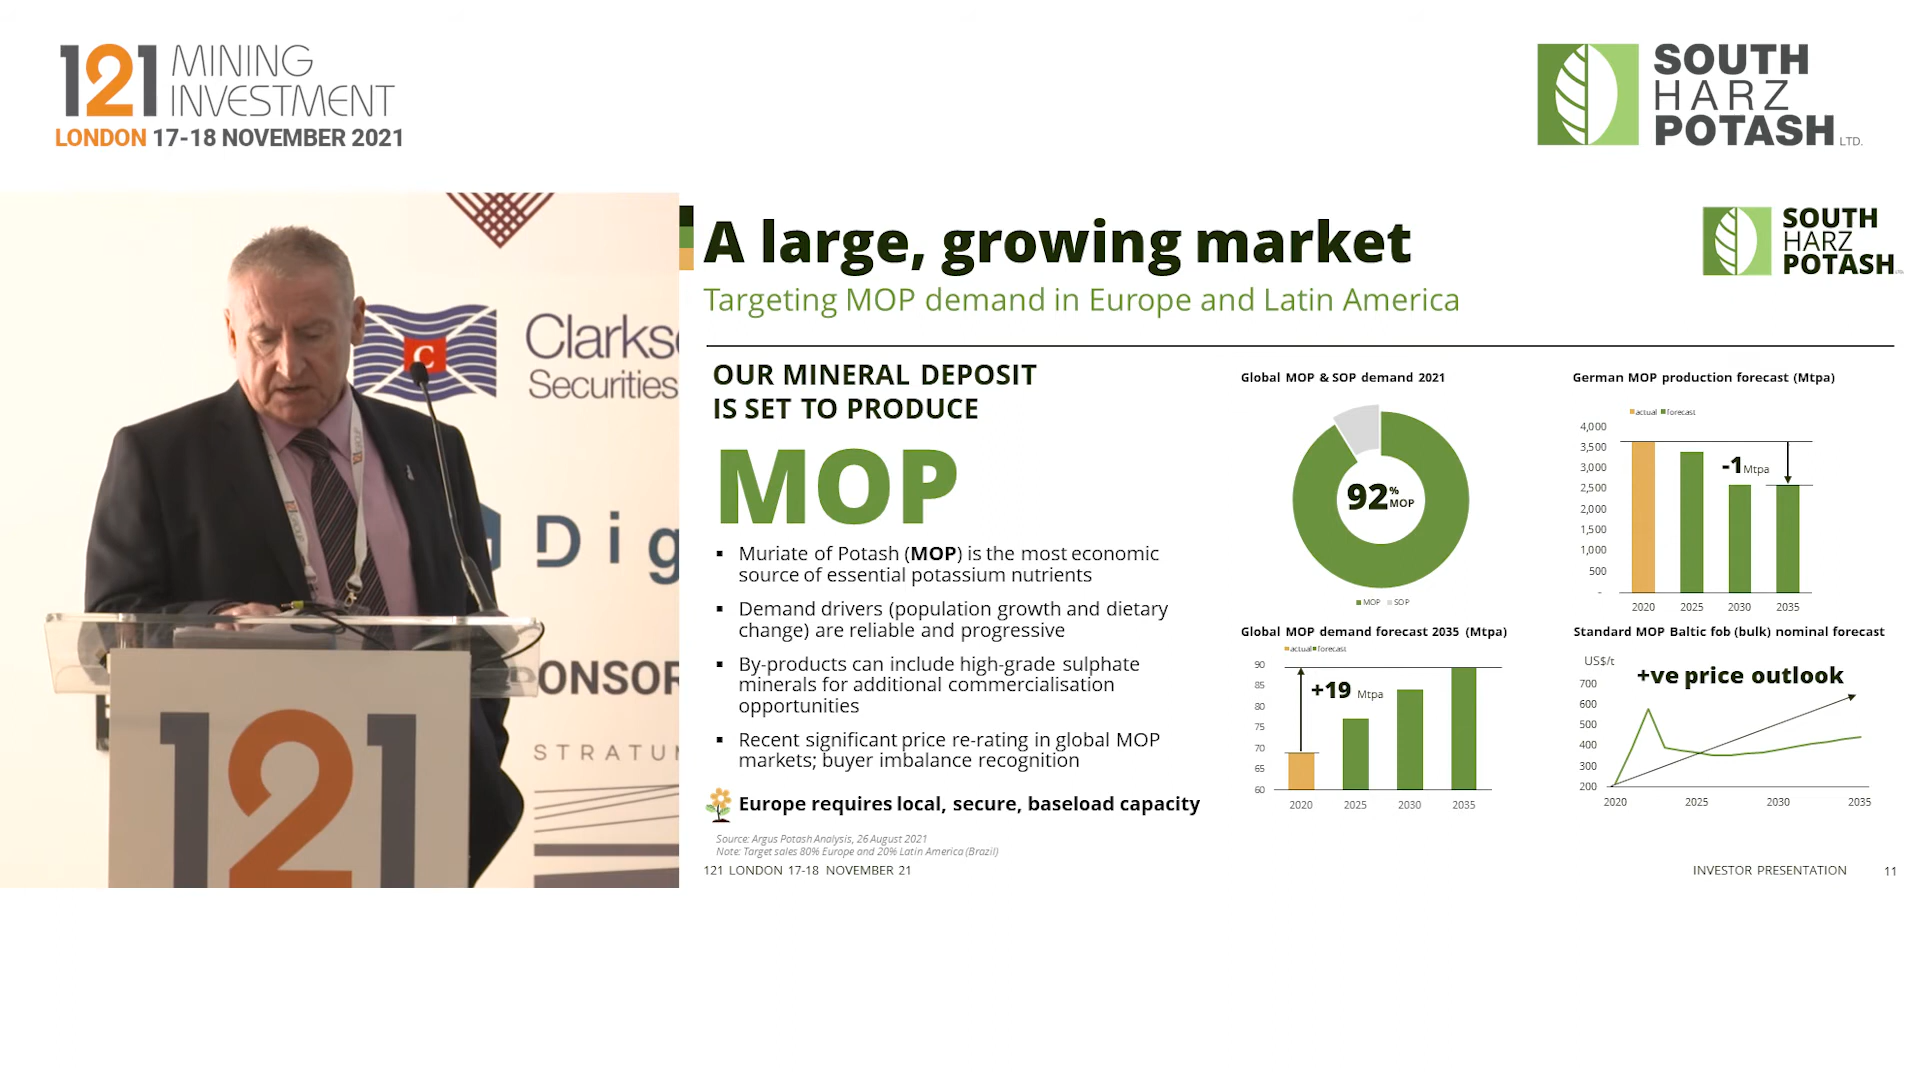 121 MINING
INVESTMENT
LONDON 17-18 NOVEMBER 2021
SOUTH
HARZ
POTASH LTD.
Clarks
Securities
C
Dig
ONSOR
STRATU
121
A large, growing market
Targeting MOP demand in Europe and Latin America
SOUTH
HARZ
POTASH
OUR MINERAL DEPOSIT
IS SET TO PRODUCE
MOP
▪ Muriate of Potash (MOP) is the most economic
source of essential potassium nutrients
▪ Demand drivers (population growth and dietary
change) are reliable and progressive
▪ By-products can include high-grade sulphate
minerals for additional commercialisation
opportunities
▪ Recent significant price re-rating in global MOP
markets; buyer imbalance recognition
Europe requires local, secure, baseload capacity
Source: Argus Potash Analysis, 26 August 2021
Note: Target sales 80% Europe and 20% Latin America (Brazil)
Global MOP & SOP demand 2021
92% MOP
MOP SOP
German MOP production forecast (Mtpa)
actual forecast
4,000
3,500
3,000
2,500
2,000
1,500
1,000
500
-
-1 Mtpa
2020 2025 2030 2035
Global MOP demand forecast 2035 (Mtpa)
actual forecast
90
85
80
75
70
65
60
+19 Mtpa
2020 2025 2030 2035
Standard MOP Baltic fob (bulk) nominal forecast
US$/t
+ve price outlook
700
600
500
400
300
200
2020 2025 2030 2035
121 LONDON 17-18 NOVEMBER 21
INVESTOR PRESENTATION 11